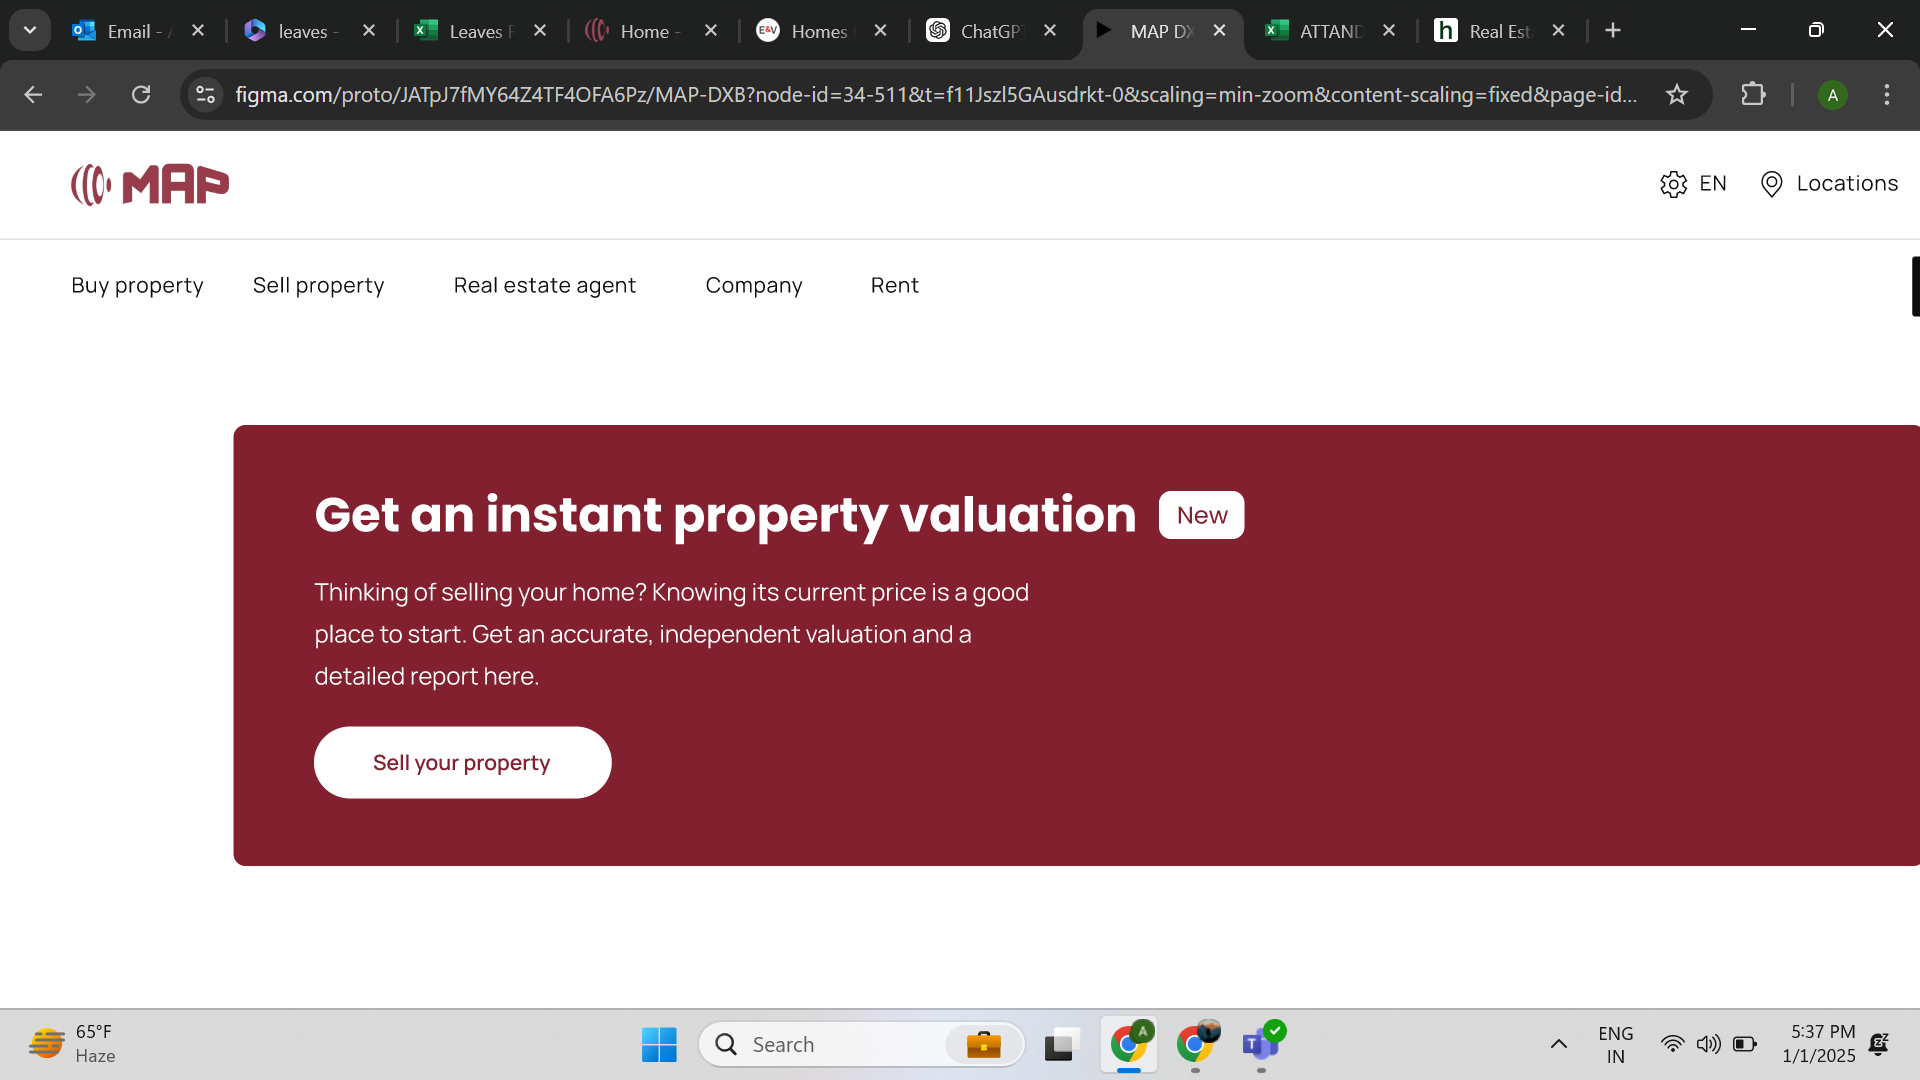 Email -
leaves -
Leaves
Home -
Homes
ChatGPT
MAP DX
ATTAND
Real Est
figma.com/proto/JATpJ7fMY64Z4TF4OFA6Pz/MAP-DXB?node-id=34-511&t=f11Jszl5GAusdrkt-0&scaling=min-zoom&content-scaling=fixed&page-id...
A
MAP
EN
Locations
Buy property
Sell property
Real estate agent
Company
Rent
Get an instant property valuation
New
Thinking of selling your home? Knowing its current price is a good
place to start. Get an accurate, independent valuation and a
detailed report here.
Sell your property
65°F
Haze
Search
A
ENG
IN
5:37 PM
1/1/2025